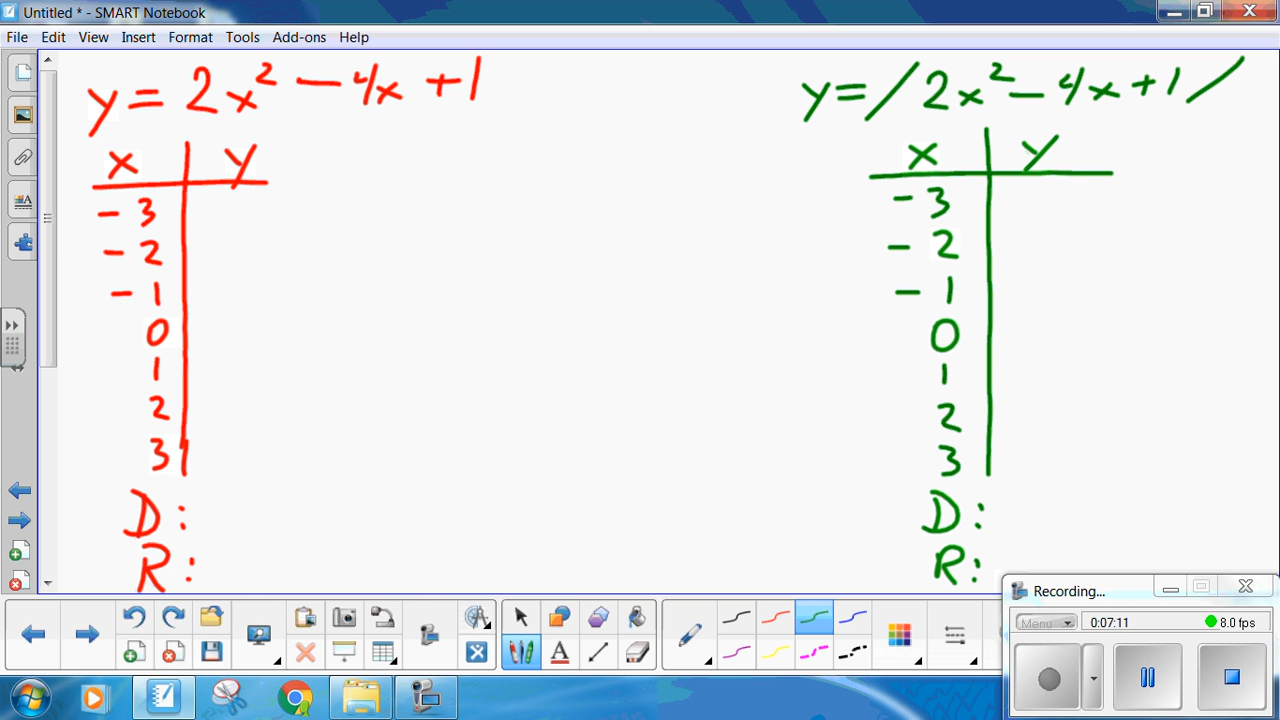 Untitled * - SMART Notebook
File Edit View Insert Format Tools Add-ons Help
y = 2x² - 4x + 1
x y
- 3
- 2
- 1
0
1
2
3
D:
R:
y = / 2x² - 4x + 1 /
x y
- 3
- 2
- 1
0
1
2
3
D:
R:
Recording...
Menu 0:07:11 8.0 fps